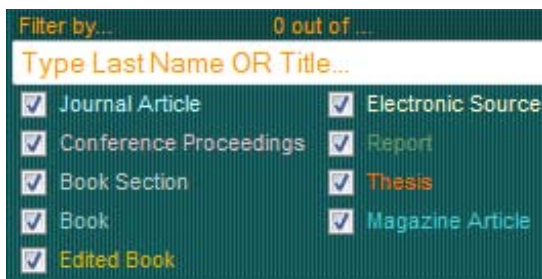 Filter by... 0 out of ...
Type Last Name OR Title...
Journal Article Electronic Source
Conference Proceedings Report
Book Section Thesis
Book Magazine Article
Edited Book